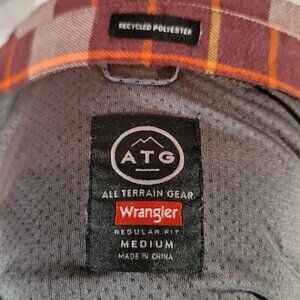 RECYCLED POLYESTER
ATG
ALL TERRAIN GEAR
Wrangler
REGULAR FIT
MEDIUM
MADE IN CHINA